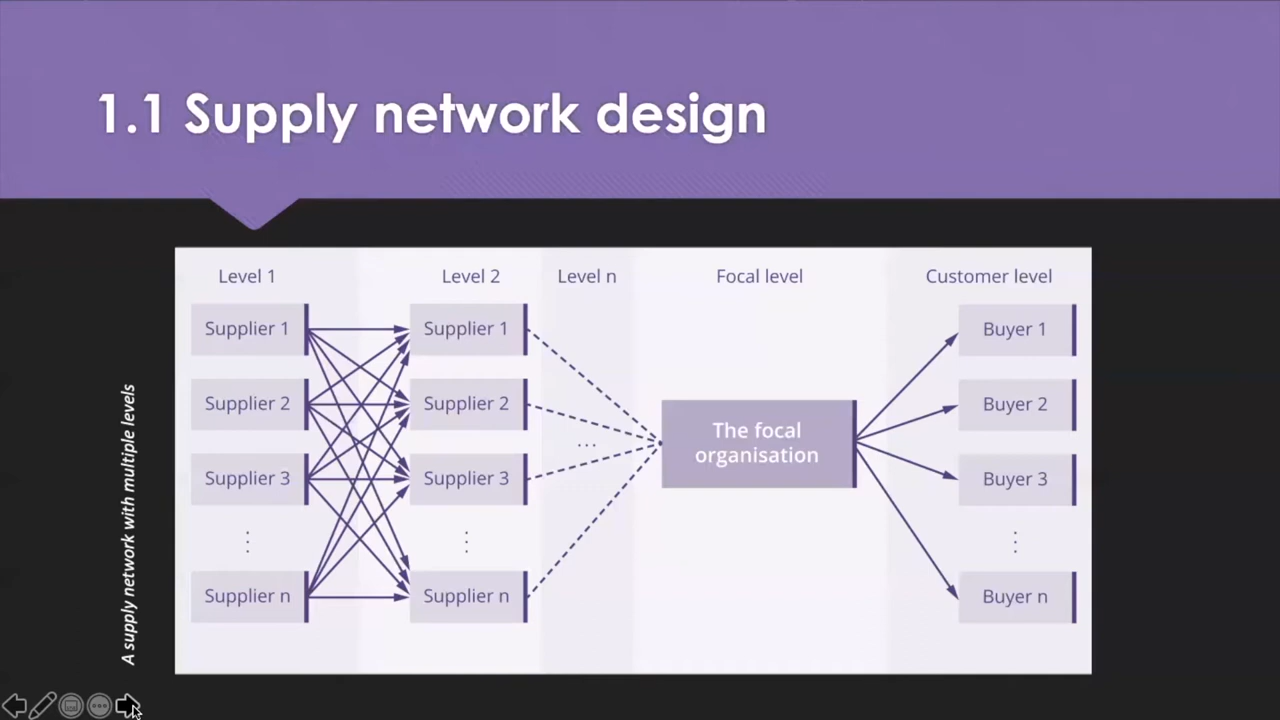 1.1 Supply network design
A supply network with multiple levels
Level 1
Level 2
Level n
Focal level
Customer level
Supplier 1
Supplier 2
Supplier 3
⋮
Supplier n
Supplier 1
Supplier 2
Supplier 3
⋮
Supplier n
...
The focal
organisation
Buyer 1
Buyer 2
Buyer 3
⋮
Buyer n